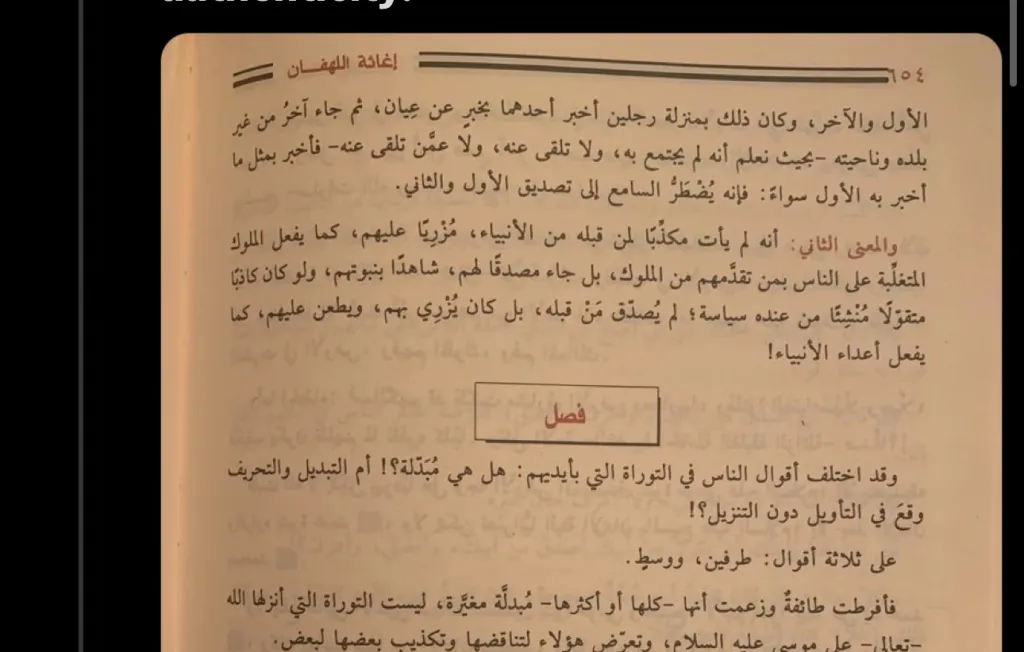 إغاثة اللهفان
٦٥٤
الأول والآخر، وكان ذلك بمنزلة رجلين أخبر أحدهما بخبرٍ عن عِيان، ثم جاء آخرُ من غير
بلده وناحيته -بحيث نعلم أنه لم يجتمع به، ولا تلقى عنه، ولا عمَّن تلقى عنه- فأخبر بمثل ما
أخبر به الأول سواءً: فإنه يُضْطَرُّ السامع إلى تصديق الأول والثاني.
والمعنى الثاني: أنه لم يأت مكذِّبًا لمن قبله من الأنبياء، مُزْرِيًا عليهم، كما يفعل الملوك
المتغلِّبة على الناس بمن تقدَّمهم من الملوك، بل جاء مصدقًا لهم، شاهدًا بنبوتهم، ولو كان كاذبًا
متقوّلًا مُنْشِئًا من عنده سياسة؛ لم يُصدّق مَنْ قبله، بل كان يُزْرِي بهم، ويطعن عليهم، كما
يفعل أعداء الأنبياء!
فصل
وقد اختلف أقوال الناس في التوراة التي بأيديهم: هل هي مُبَدّلة؟! أم التبديل والتحريف
وقعَ في التأويل دون التنزيل؟!
على ثلاثة أقوال: طرفين، ووسطٍ.
فأفرطت طائفةٌ وزعمت أنها -كلها أو أكثرها- مُبدلَّة مغيَّرة، ليست التوراة التي أنزلها الله
-تعالى- على موسى عليه السلام، وتعرّض هؤلاء لتناقضها وتكذيب بعضها لبعض.